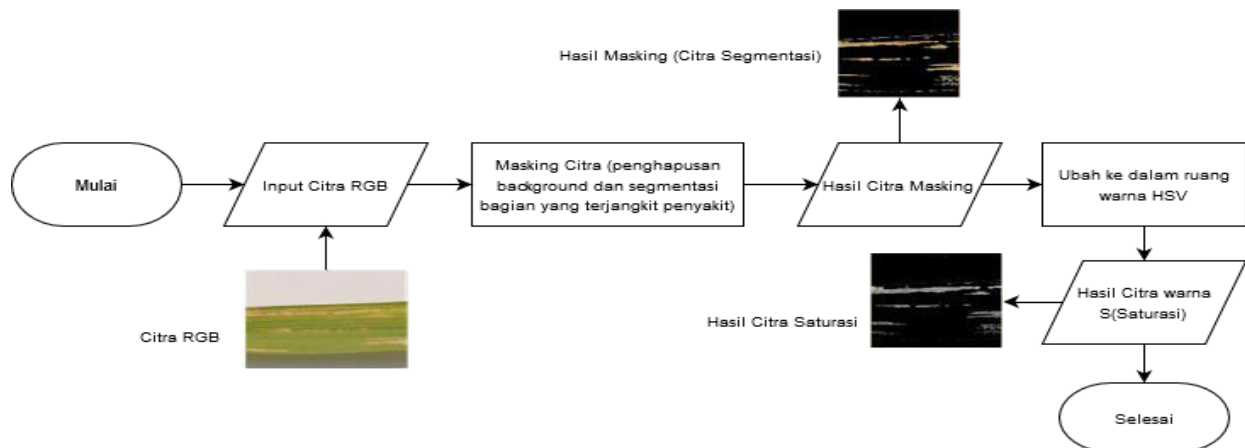 Hasil Masking (Citra Segmentasi)
Mulai
Input Citra RGB
Masking Citra (penghapusan
background dan segmentasi
bagian yang terjangkit penyakit)
Hasil Citra Masking
Ubah ke dalam ruang
warna HSV
Citra RGB
Hasil Citra Saturasi
Hasil Citra warna
S(Saturasi)
Selesai